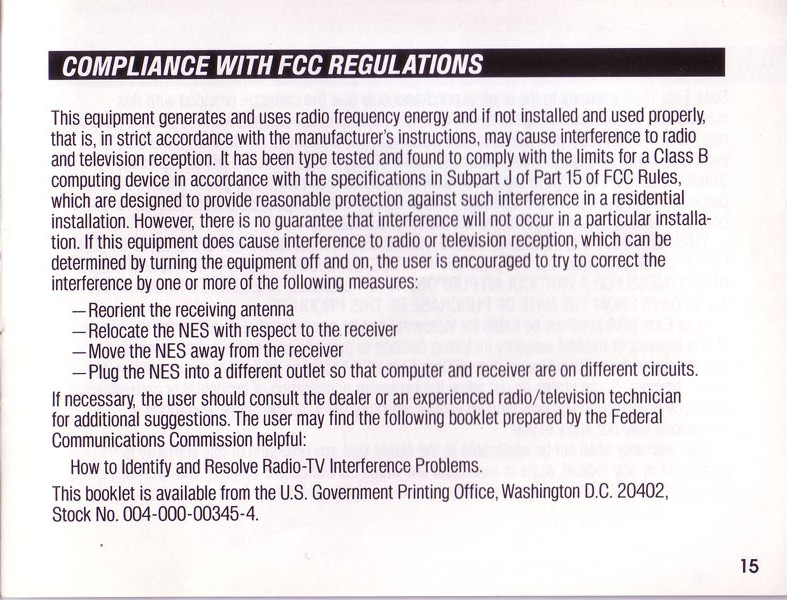 COMPLIANCE WITH FCC REGULATIONS
This equipment generates and uses radio frequency energy and if not installed and used properly,
that is, in strict accordance with the manufacturer's instructions, may cause interference to radio
and television reception. It has been type tested and found to comply with the limits for a Class B
computing device in accordance with the specifications in Subpart J of Part 15 of FCC Rules,
which are designed to provide reasonable protection against such interference in a residential
installation. However, there is no guarantee that interference will not occur in a particular installa-
tion. If this equipment does cause interference to radio or television reception, which can be
determined by turning the equipment off and on, the user is encouraged to try to correct the
interference by one or more of the following measures:
—Reorient the receiving antenna
—Relocate the NES with respect to the receiver
—Move the NES away from the receiver
—Plug the NES into a different outlet so that computer and receiver are on different circuits.
If necessary, the user should consult the dealer or an experienced radio/television technician
for additional suggestions. The user may find the following booklet prepared by the Federal
Communications Commission helpful:
How to Identify and Resolve Radio-TV Interference Problems.
This booklet is available from the U.S. Government Printing Office, Washington D.C. 20402,
Stock No. 004-000-00345-4.
15